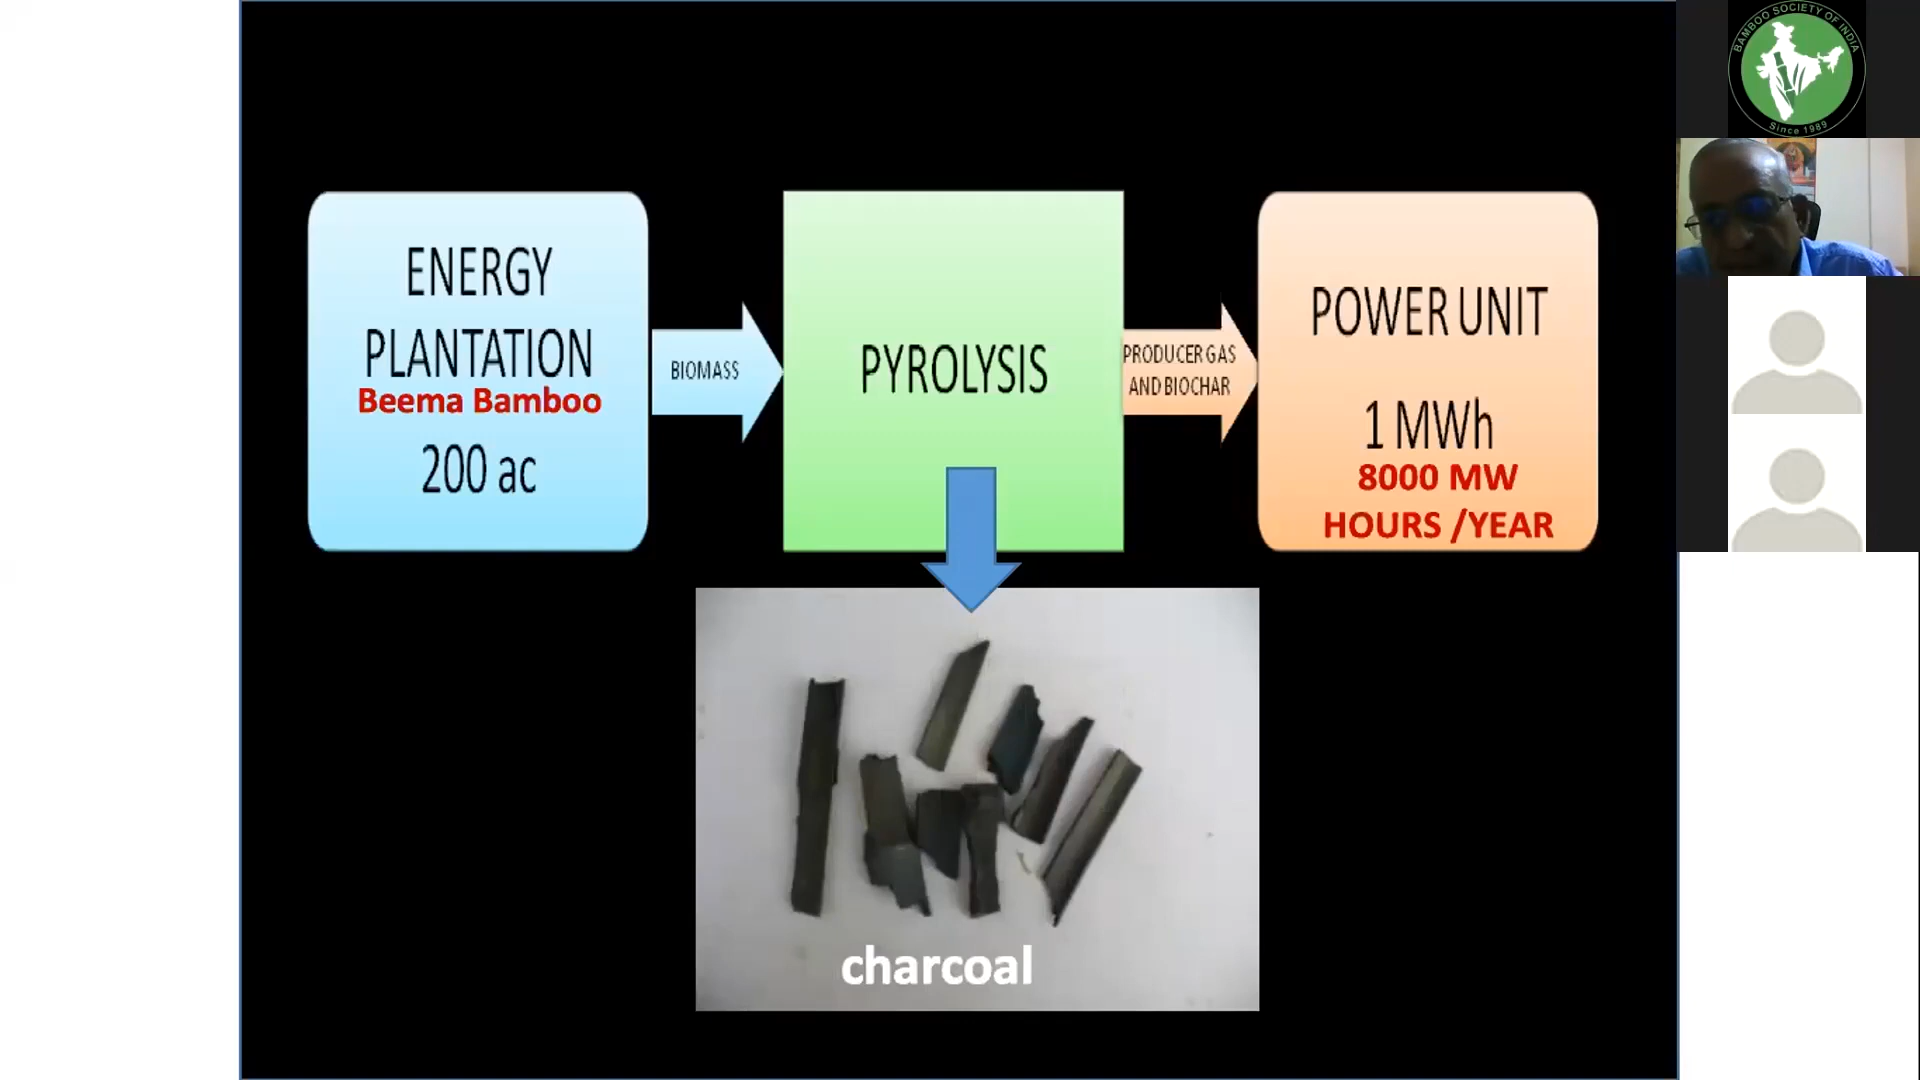 ENERGY
PLANTATION
Beema Bamboo
200 ac
BIOMASS
PYROLYSIS
PRODUCER GAS
AND BIOCHAR
POWER UNIT
1 MWh
8000 MW
HOURS /YEAR
charcoal
BAMBOO SOCIETY OF INDIA
Since 1989